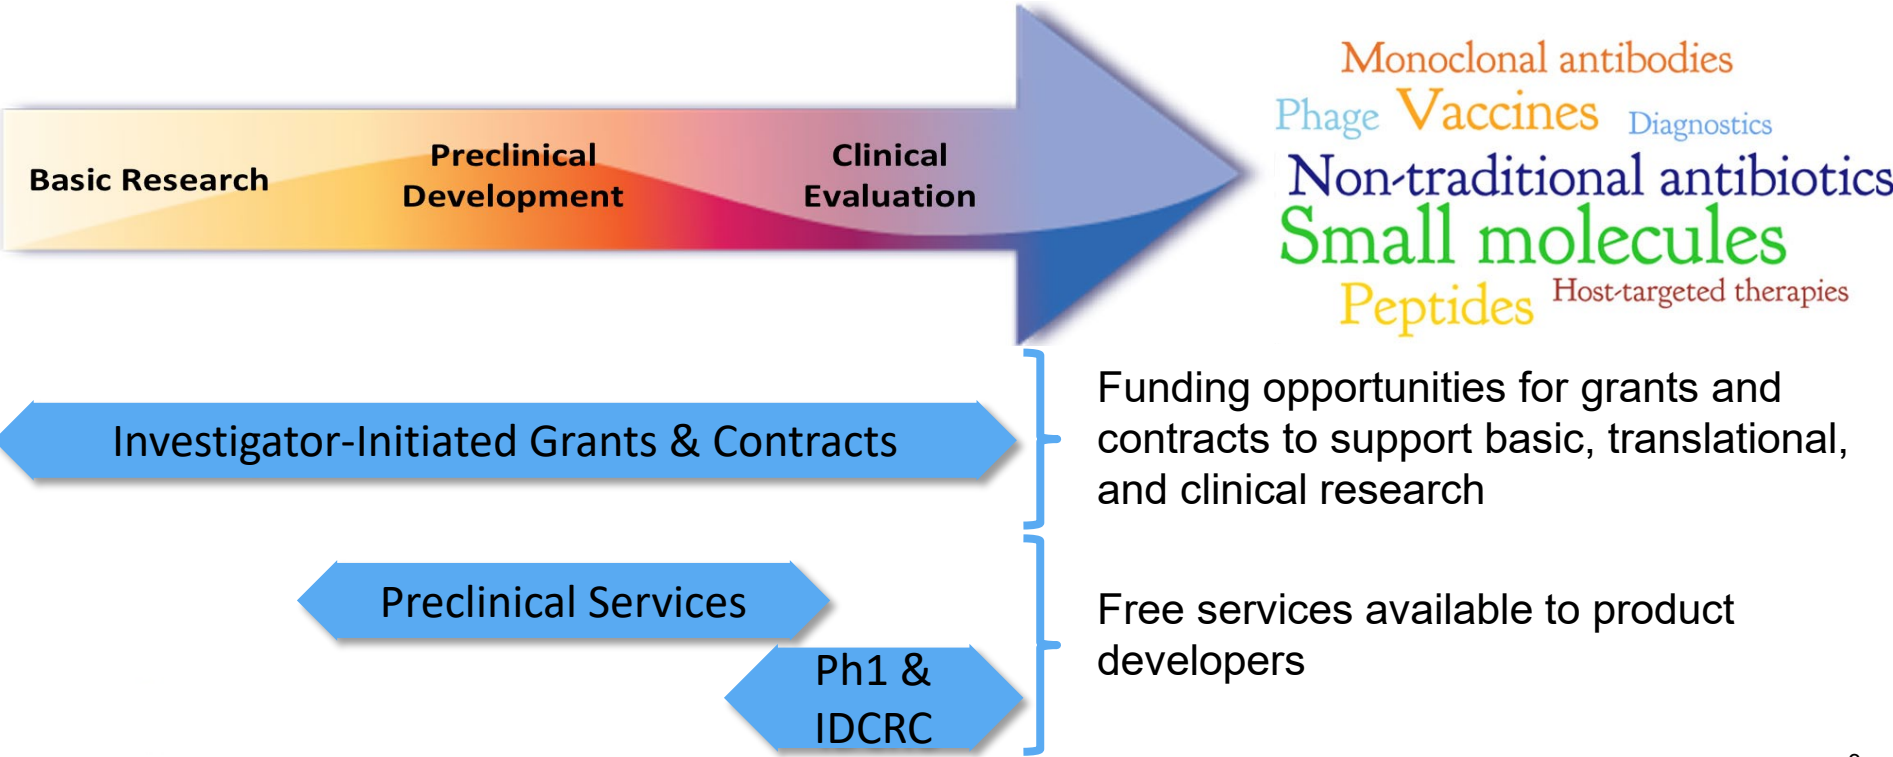 Basic Research
Preclinical
Development
Clinical
Evaluation
Monoclonal antibodies
Phage Vaccines Diagnostics
Non-traditional antibiotics
Small molecules
Peptides Host-targeted therapies
Investigator-Initiated Grants & Contracts
Funding opportunities for grants and
contracts to support basic, translational,
and clinical research
Preclinical Services
Ph1 &
IDCRC
Free services available to product
developers